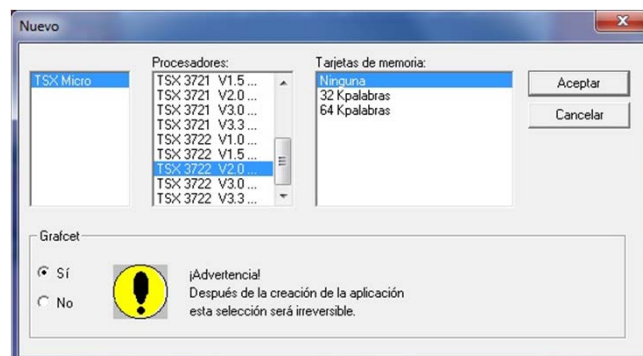 Nuevo
Procesadores:
Tarjetas de memoria:
TSX Micro
TSX 3721 V1.5 ...
TSX 3721 V2.0 ...
TSX 3721 V3.0 ...
TSX 3721 V3.3 ...
TSX 3722 V1.0 ...
TSX 3722 V1.5 ...
TSX 3722 V2.0 ...
TSX 3722 V3.0 ...
TSX 3722 V3.3 ...
Ninguna
32 Kpalabras
64 Kpalabras
Aceptar
Cancelar
Grafcet
Sí
No
¡Advertencia!
Después de la creación de la aplicación
esta selección será irreversible.